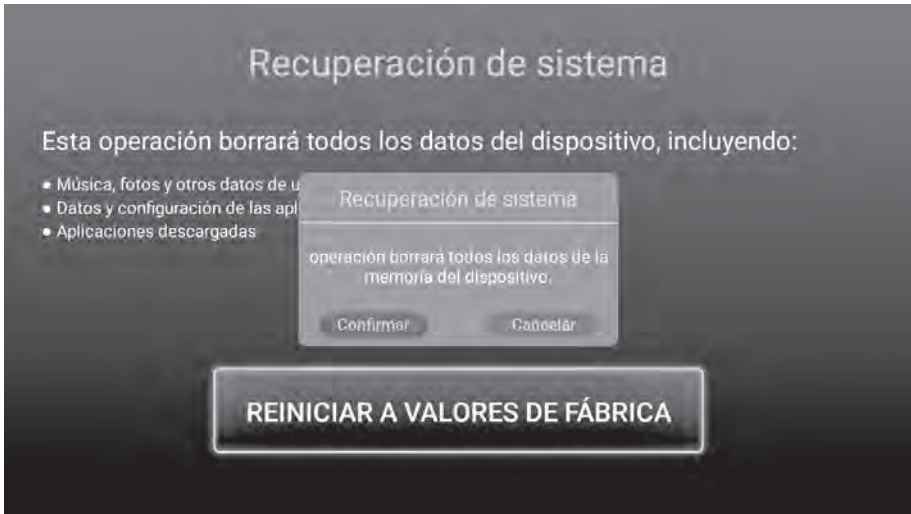 Recuperación de sistema
Esta operación borrará todos los datos del dispositivo, incluyendo:
● Música, fotos y otros datos de u
● Datos y configuración de las apl
● Aplicaciones descargadas
Recuperación de sistema
operación borrará todos los datos de la
memoria del dispositivo.
Confirmar Cancelar
REINICIAR A VALORES DE FÁBRICA